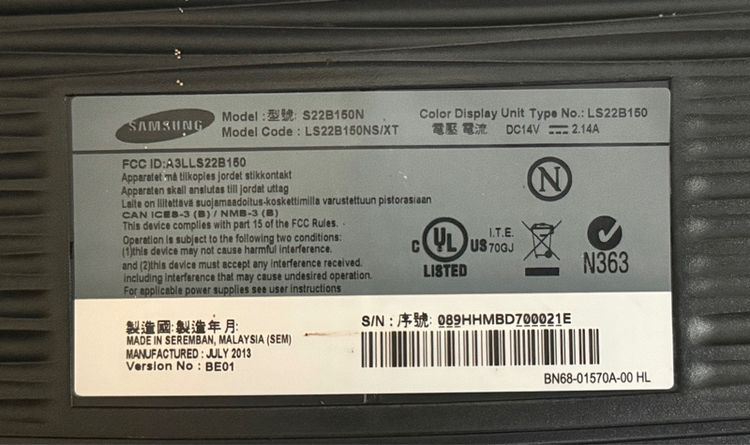 SAMSUNG
Model :型號: S22B150N
Model Code : LS22B150NS/XT
Color Display Unit Type No.: LS22B150
電壓 電流 DC14V ⎓ 2.14A
FCC ID:A3LLS22B150
Apparatet må tilkoples jordet stikkontakt
Apparaten skall anslutas till jordat uttag
Laite on liitettävä suojamaadoitus-koskettimilla varustettuun pistorasiaan
CAN ICES-3 (B) / NMB-3 (B)
This device complies with part 15 of the FCC Rules.
Operation is subject to the following two conditions:
(1)this device may not cause harmful interference.
and (2)this device must accept any interference received.
including interference that may cause undesired operation.
For applicable power supplies see user instructions
N
C UL US
LISTED
I.T.E.
70GJ
N363
製造國:製造年月:
MADE IN SEREMBAN, MALAYSIA (SEM)
MANUFACTURED : JULY 2013
Version No : BE01
S/N : 序號: 089HHMBD700021E
BN68-01570A-00 HL